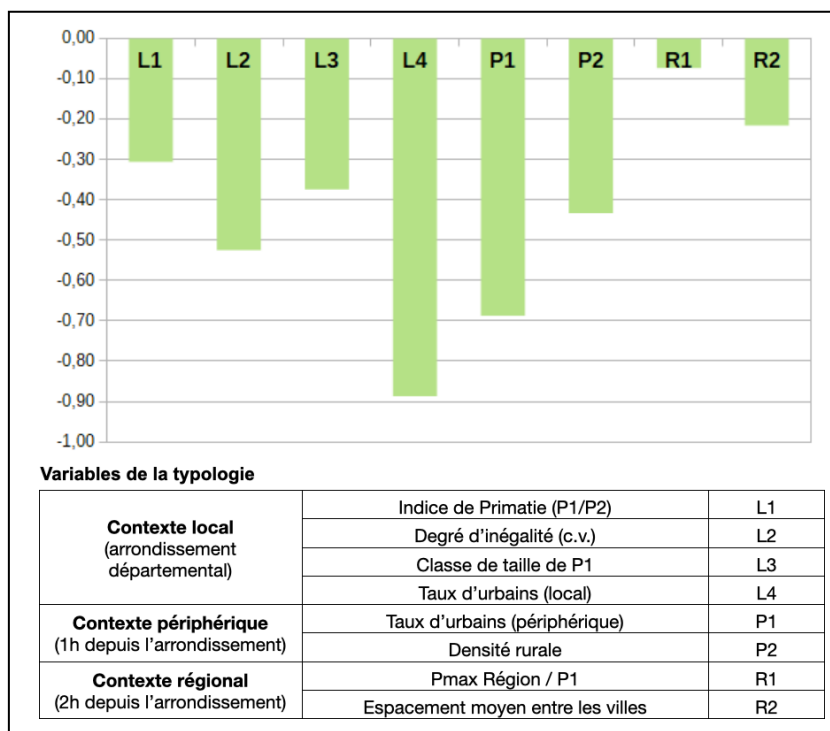 0,00
-0,10
-0,20
-0,30
-0,40
-0,50
-0,60
-0,70
-0,80
-0,90
-1,00
L1 L2 L3 L4 P1 P2 R1 R2
Variables de la typologie
Contexte local
(arrondissement
départemental)
Indice de Primatie (P1/P2) L1
Degré d'inégalité (c.v.) L2
Classe de taille de P1 L3
Taux d'urbains (local) L4
Contexte périphérique
(1h depuis l'arrondissement)
Taux d'urbains (périphérique) P1
Densité rurale P2
Contexte régional
(2h depuis l'arrondissement)
Pmax Région / P1 R1
Espacement moyen entre les villes R2